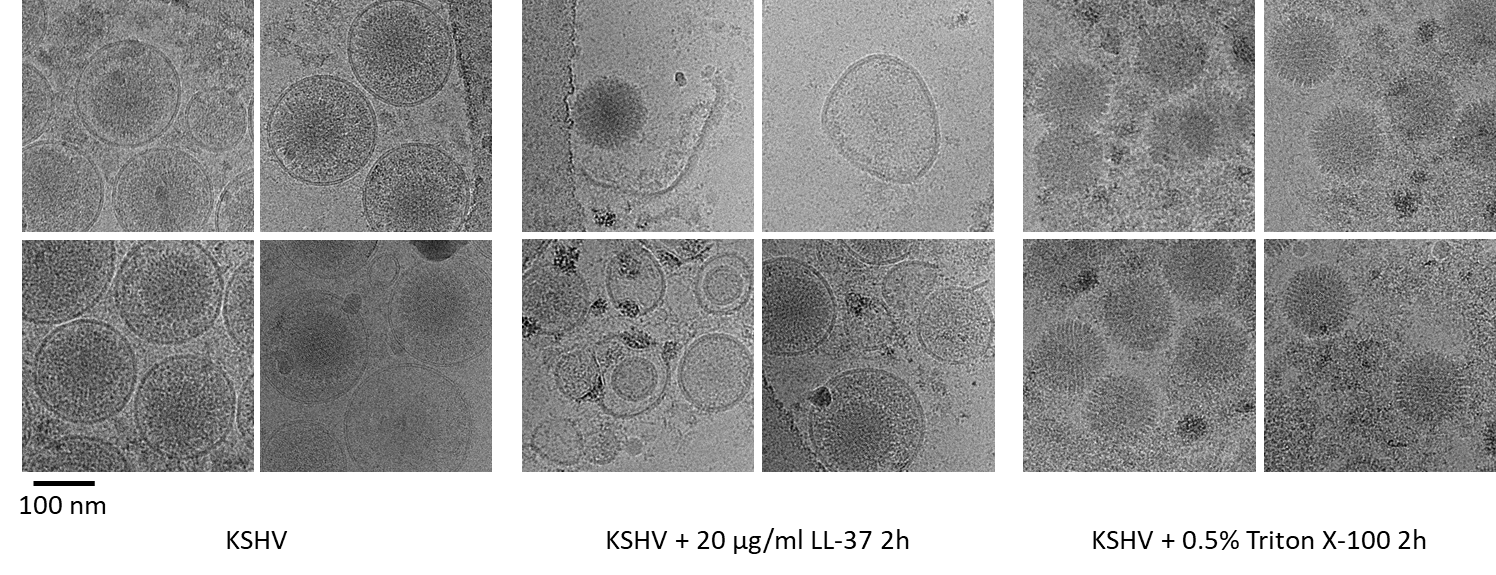 100 nm
KSHV
KSHV + 20 µg/ml LL-37 2h
KSHV + 0.5% Triton X-100 2h